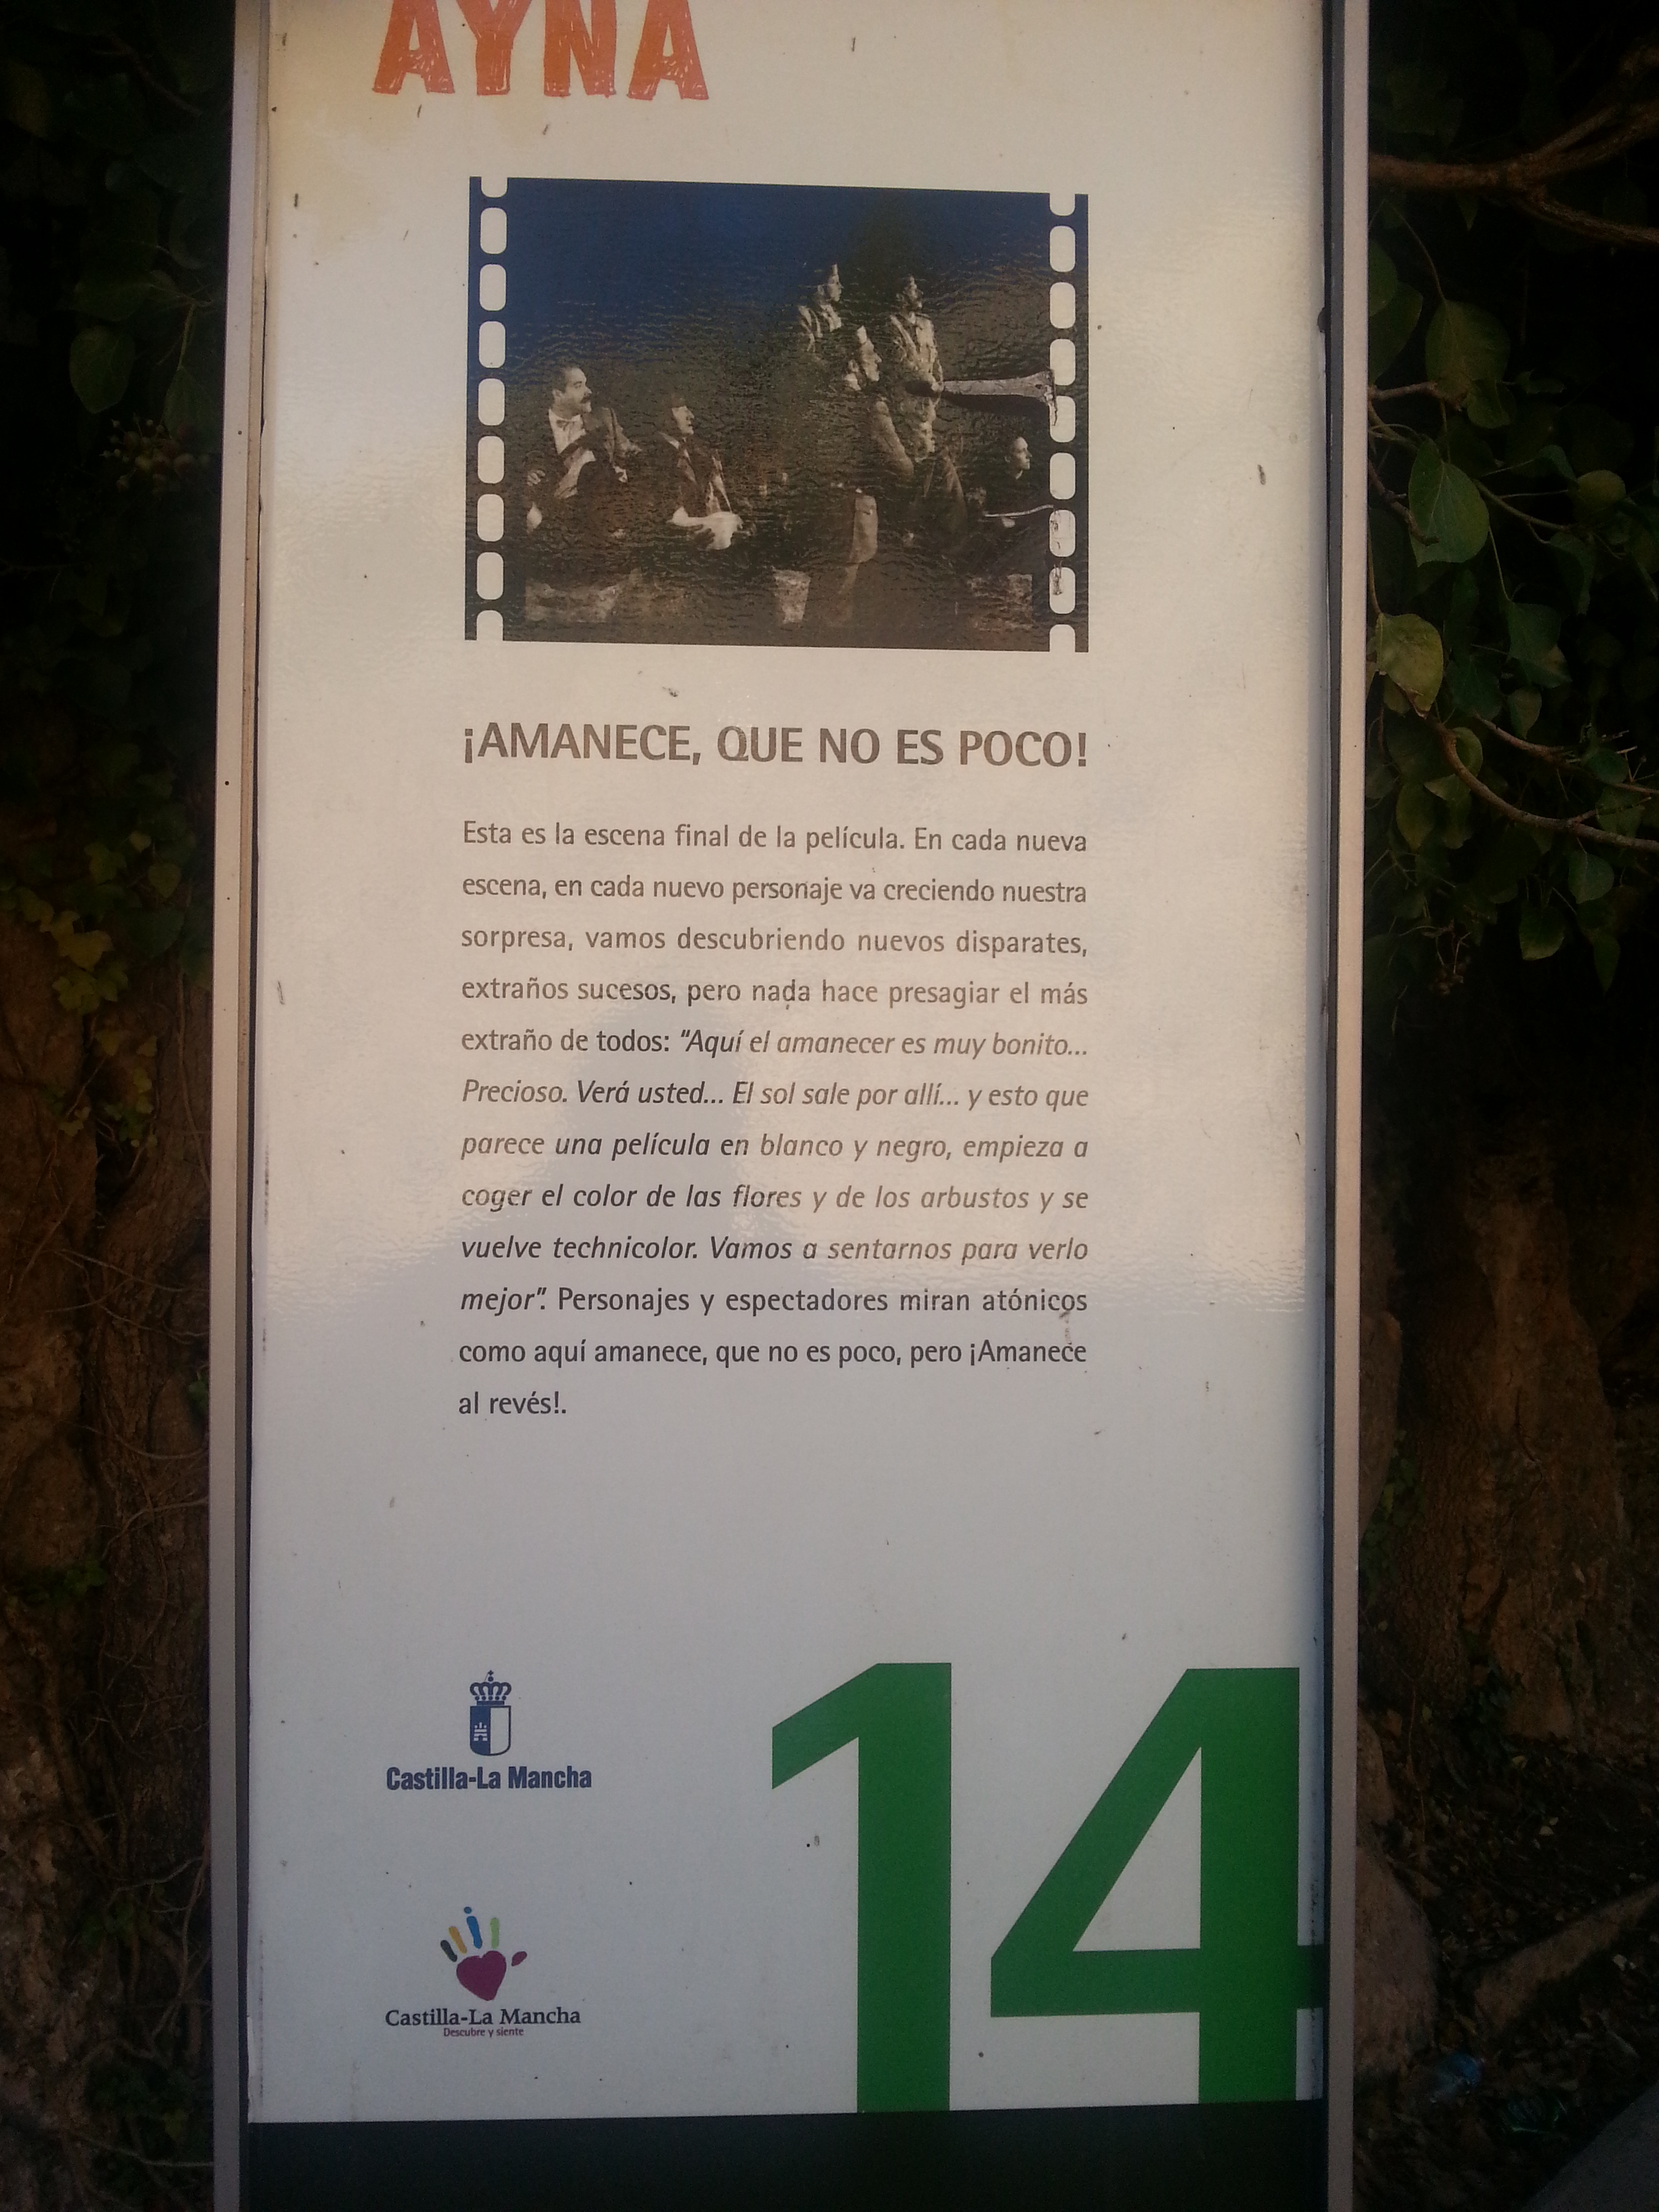 AYNA
¡AMANECE, QUE NO ES POCO!
Esta es la escena final de la película. En cada nueva
escena, en cada nuevo personaje va creciendo nuestra
sorpresa, vamos descubriendo nuevos disparates,
extraños sucesos, pero nada hace presagiar el más
extraño de todos: "Aquí el amanecer es muy bonito...
Precioso. Verá usted... El sol sale por allí... y esto que
parece una película en blanco y negro, empieza a
coger el color de las flores y de los arbustos y se
vuelve technicolor. Vamos a sentarnos para verlo
mejor". Personajes y espectadores miran atónicos
como aquí amanece, que no es poco, pero ¡Amanece
al revés!.
Castilla-La Mancha
Castilla-La Mancha
Descubre y siente
14